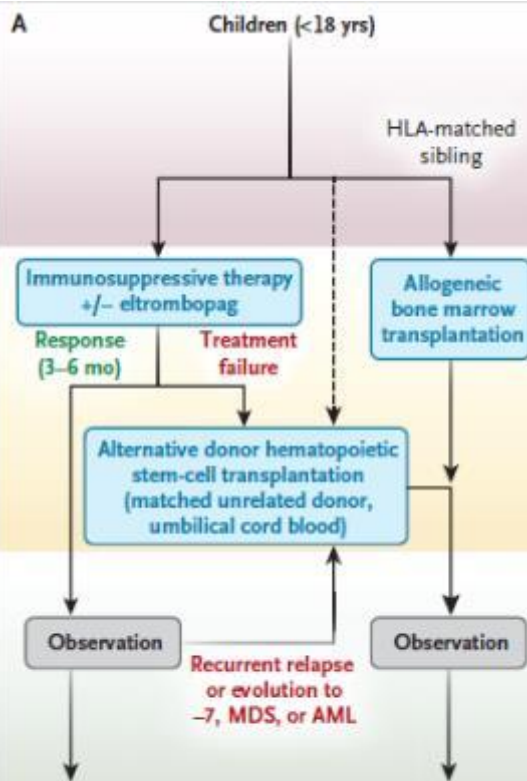 A
Children (<18 yrs)
HLA-matched
sibling
Immunosuppressive therapy
+/– eltrombopag
Allogeneic
bone marrow
transplantation
Response
(3–6 mo)
Treatment
failure
Alternative donor hematopoietic
stem-cell transplantation
(matched unrelated donor,
umbilical cord blood)
Observation
Observation
Recurrent relapse
or evolution to
–7, MDS, or AML